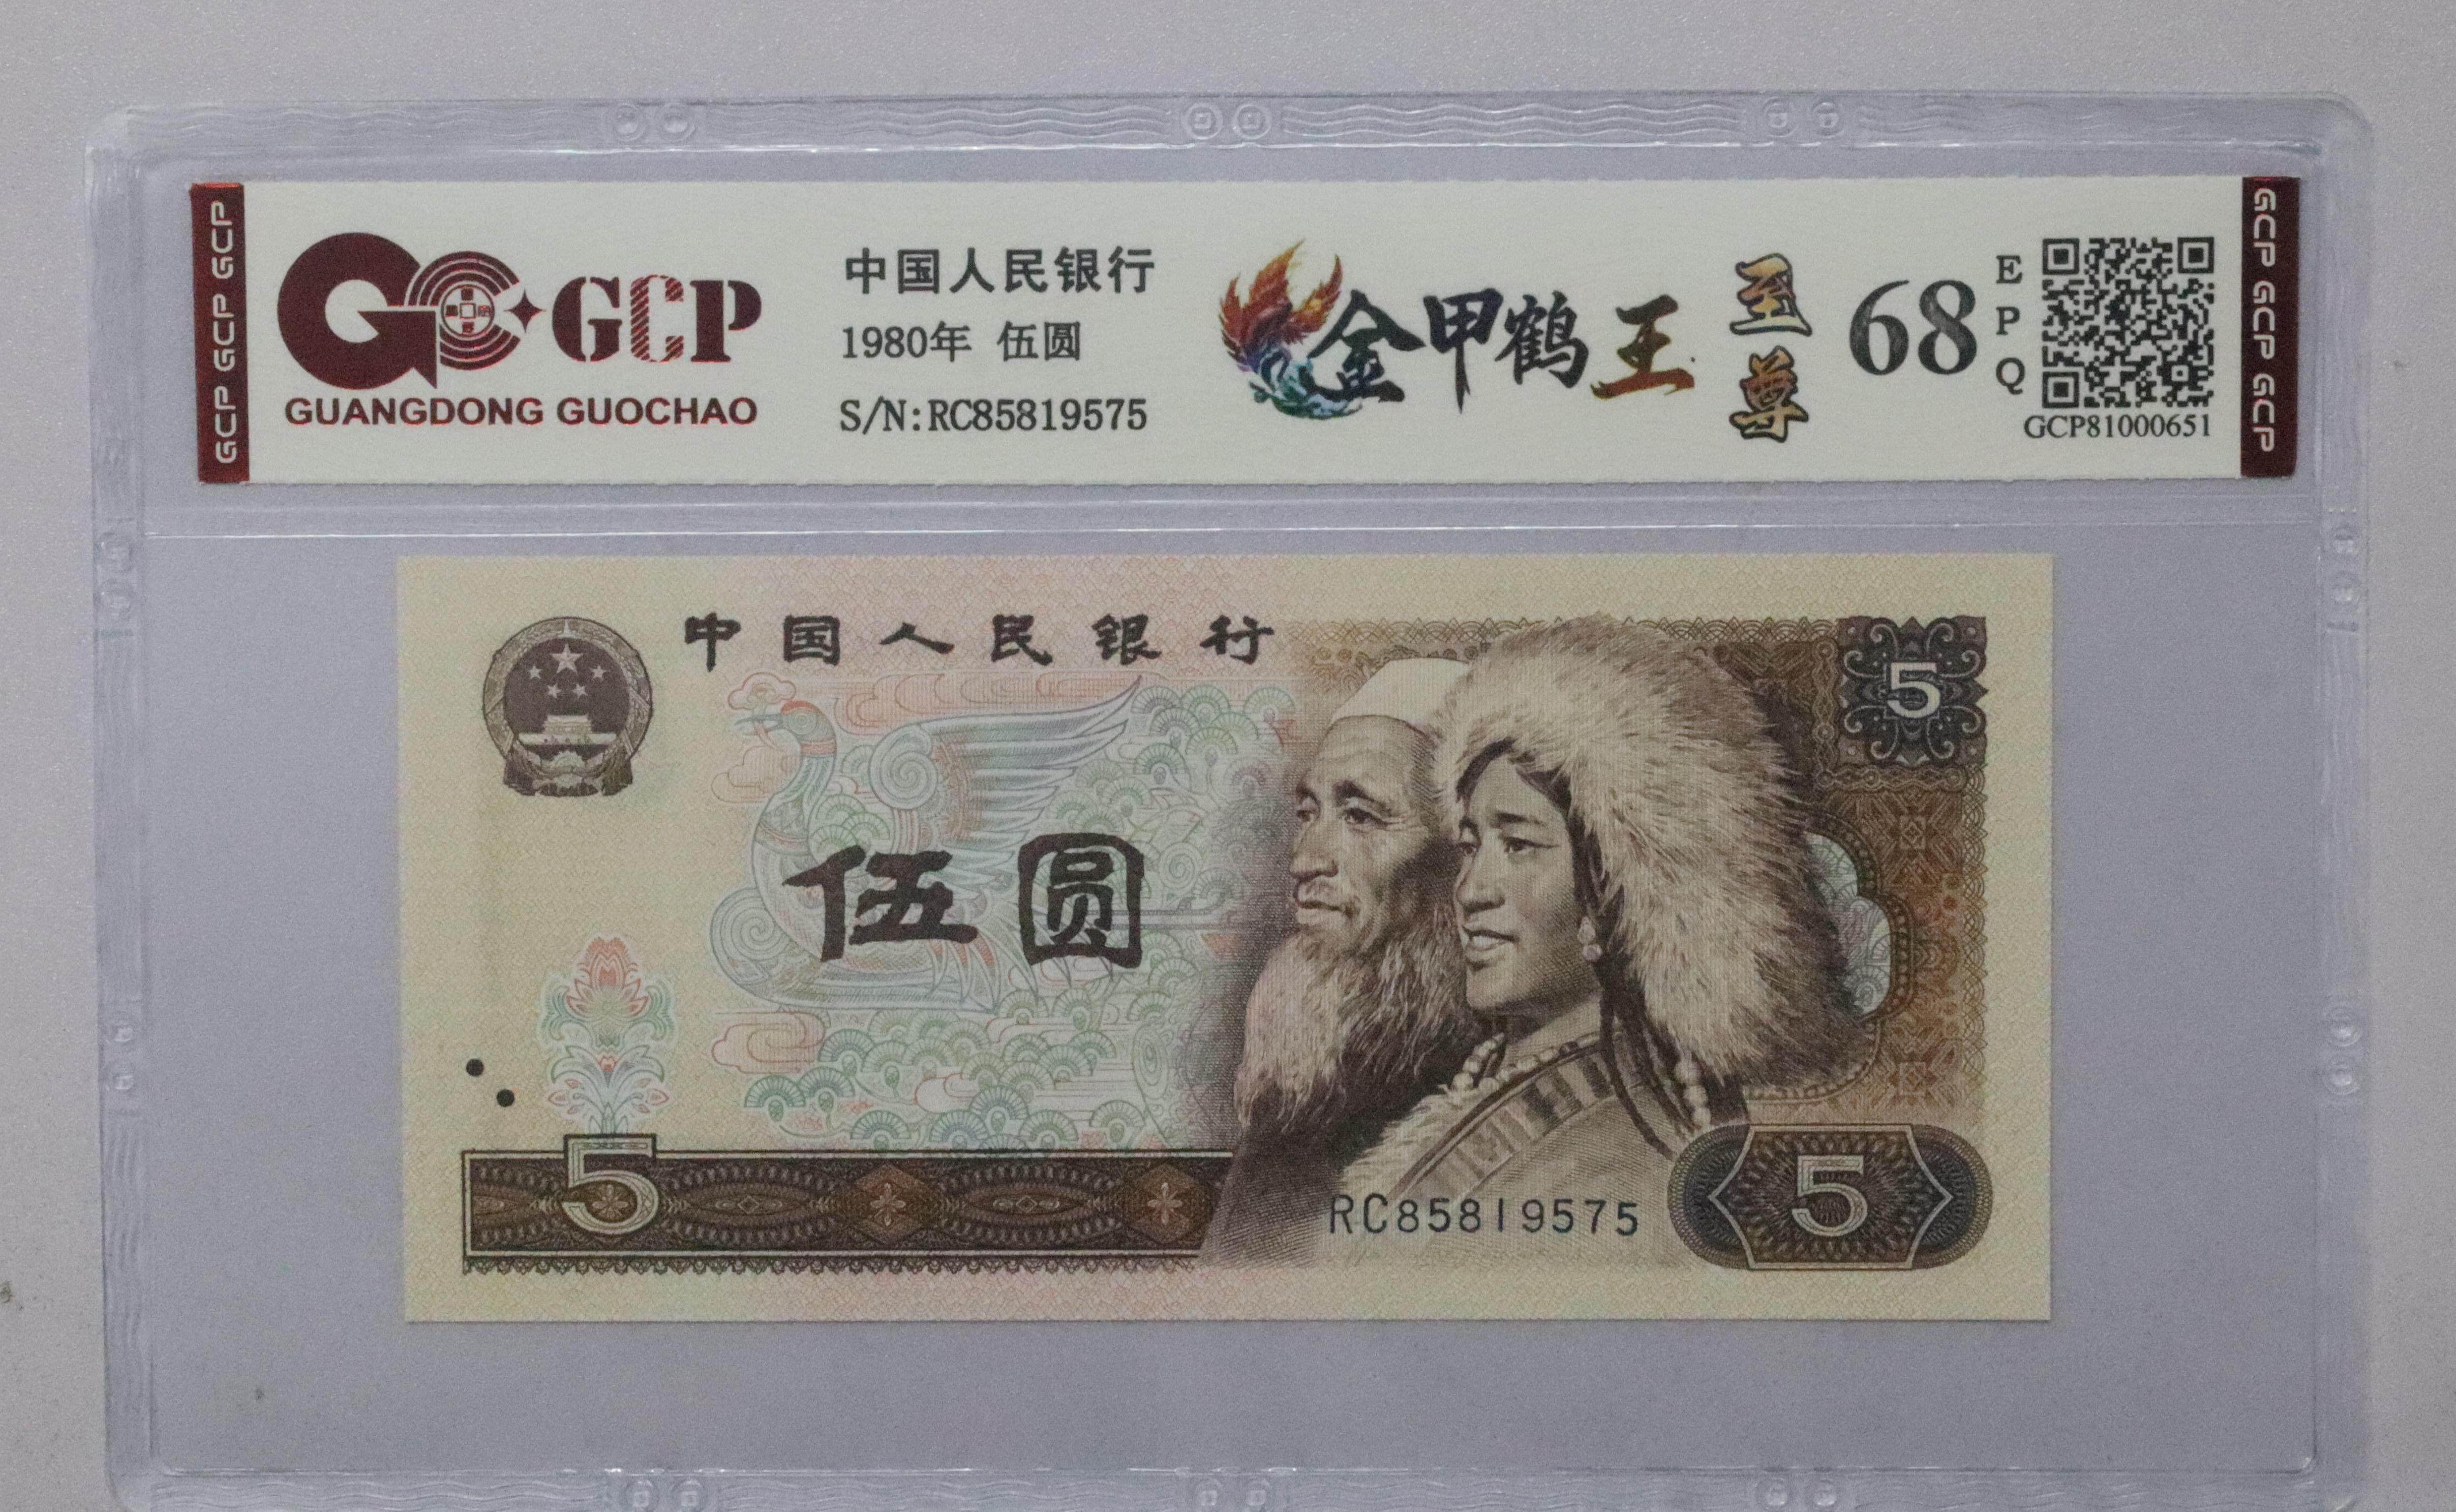 GCP GCP GCP
GCP
GUANGDONG GUOCHAO
中国人民银行
1980年 伍圆
S/N:RC85819575
金甲鹤王
至尊
68
EPQ
GCP81000651
GCP GCP GCP
中国人民银行
5
伍圆
5
RC85819575
5